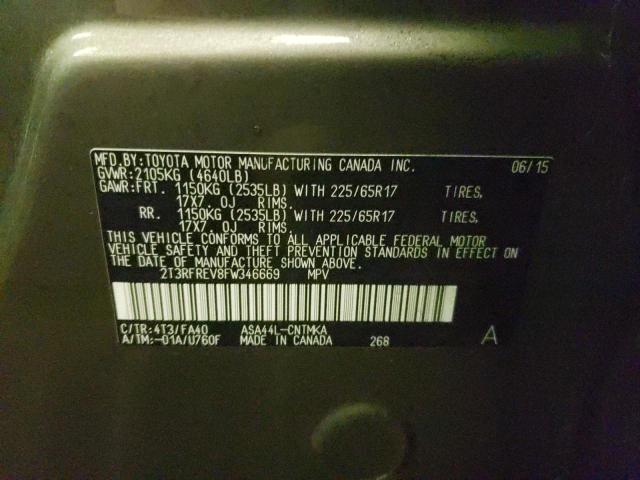 MFD. BY: TOYOTA MOTOR MANUFACTURING CANADA INC. 06/15
GVWR: 2105KG (4640LB)
GAWR: FRT. 1150KG (2535LB) WITH 225/65R17 TIRES,
17X7. 0J RIMS.
RR. 1150KG (2535LB) WITH 225/65R17 TIRES,
17X7. 0J RIMS.
THIS VEHICLE CONFORMS TO ALL APPLICABLE FEDERAL MOTOR
VEHICLE SAFETY AND THEFT PREVENTION STANDARDS IN EFFECT ON
THE DATE OF MANUFACTURE SHOWN ABOVE.
2T3RFREV8FW346669 MPV
C/TR: 4T3/FA40 ASA44L-CNTMKA
A/TM: -01A/U760F MADE IN CANADA 268 A